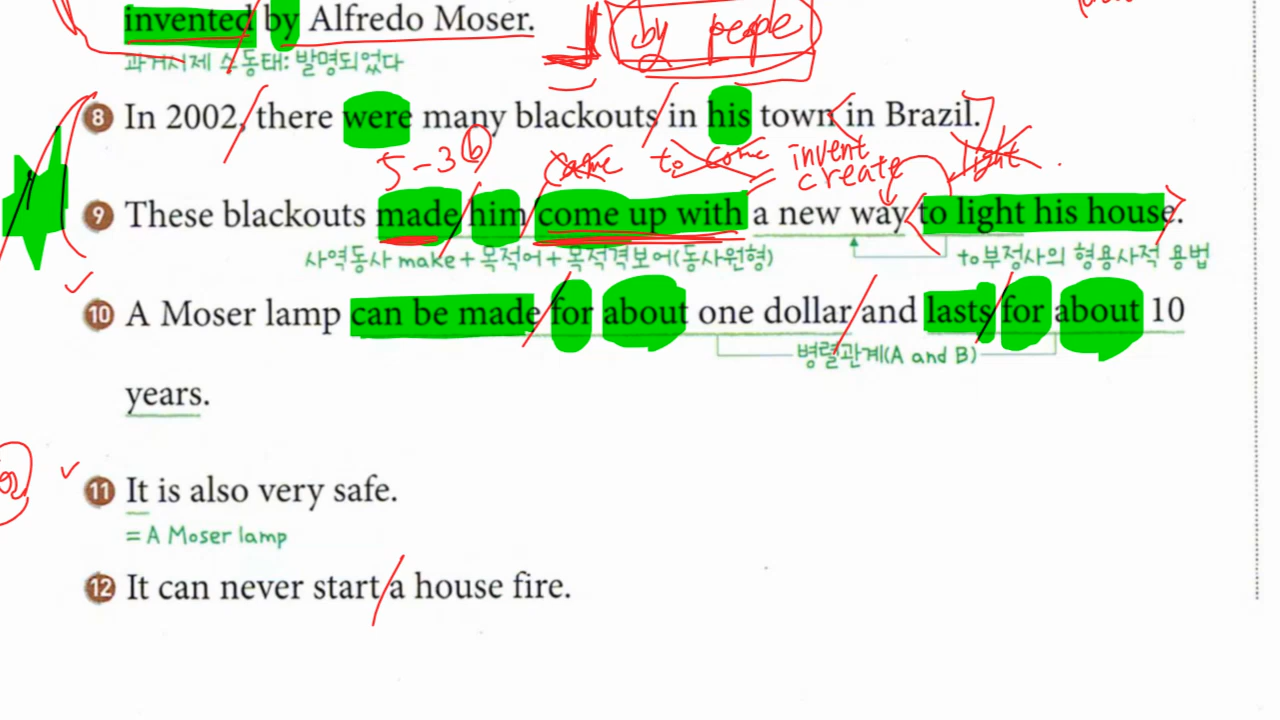 invented by Alfredo Moser.
by people
과거시제 수동태: 발명되었다
8 In 2002, there were many blackouts in his town in Brazil.
5-3 ⓑ came to come = invent create light
9 These blackouts made him come up with a new way to light his house.
사역동사 make + 목적어 + 목적격보어(동사원형)
to부정사의 형용사적 용법
10 A Moser lamp can be made for about one dollar and lasts for about 10
병렬관계(A and B)
years.
11 It is also very safe.
= A Moser lamp
12 It can never start a house fire.